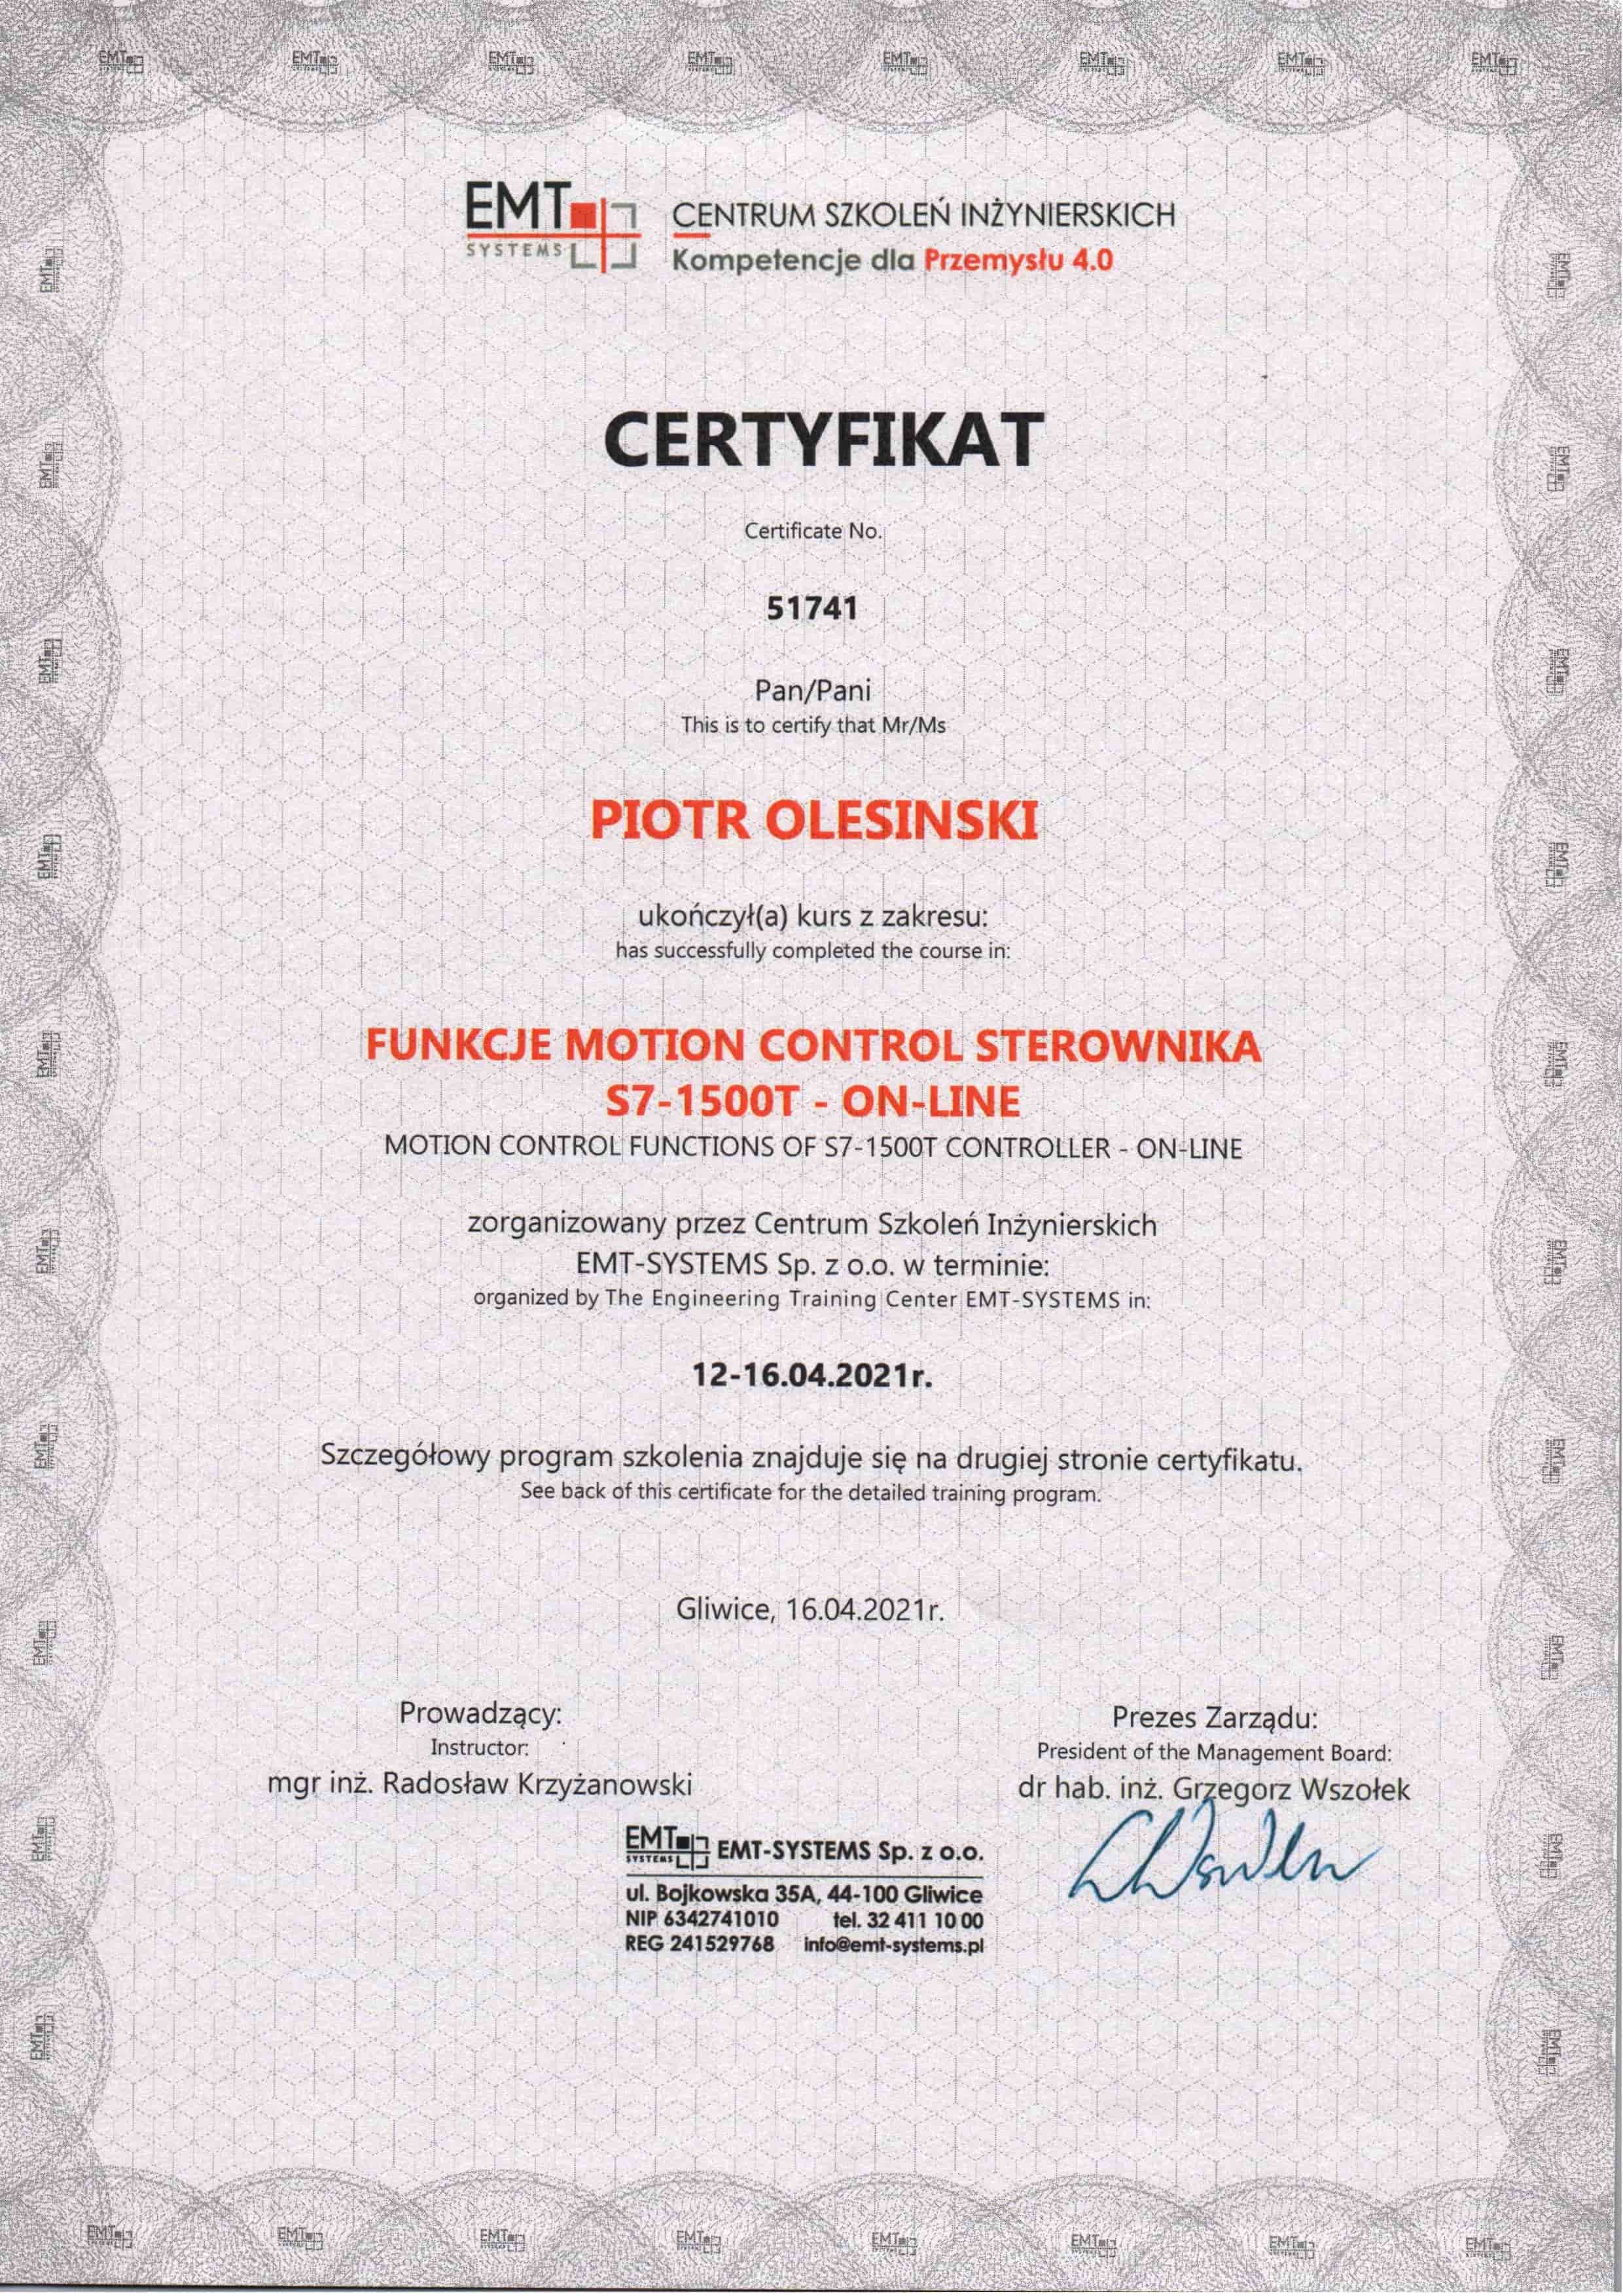 EMT SYSTEMS
CENTRUM SZKOLEŃ INŻYNIERSKICH
Kompetencje dla Przemysłu 4.0
CERTYFIKAT
Certificate No.
51741
Pan/Pani
This is to certify that Mr/Ms
PIOTR OLESINSKI
ukończył(a) kurs z zakresu:
has successfully completed the course in:
FUNKCJE MOTION CONTROL STEROWNIKA
S7-1500T - ON-LINE
MOTION CONTROL FUNCTIONS OF S7-1500T CONTROLLER - ON-LINE
zorganizowany przez Centrum Szkoleń Inżynierskich
EMT-SYSTEMS Sp. z o.o. w terminie:
organized by The Engineering Training Center EMT-SYSTEMS in:
12-16.04.2021r.
Szczegółowy program szkolenia znajduje się na drugiej stronie certyfikatu.
See back of this certificate for the detailed training program.
Gliwice, 16.04.2021r.
Prowadzący:
Instructor:
mgr inż. Radosław Krzyżanowski
Prezes Zarządu:
President of the Management Board:
dr hab. inż. Grzegorz Wszołek
EMT SYSTEMS EMT-SYSTEMS Sp. z o.o.
ul. Bojkowska 35A, 44-100 Gliwice
NIP 6342741010 tel. 32 411 10 00
REG 241529768 info@emt-systems.pl